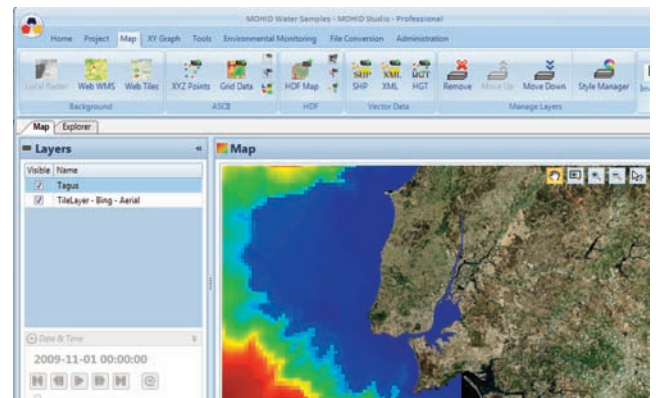 MOHID Water Samples - MOHID Studio - Professional
Home Project Map XY Graph Tools Environmental Monitoring File Conversion Administration
SHP XML HGT
Local Raster Web WMS Web Tiles XYZ Points Grid Data HDF Map SHP XML HGT Remove Move Up Move Down Style Manager
Background ASCII HDF Vector Data Manage Layers
Map Explorer
Layers
Map
Visible Name
Tagus
TileLayer - Bing - Aerial
Date & Time
2009-11-01 00:00:00